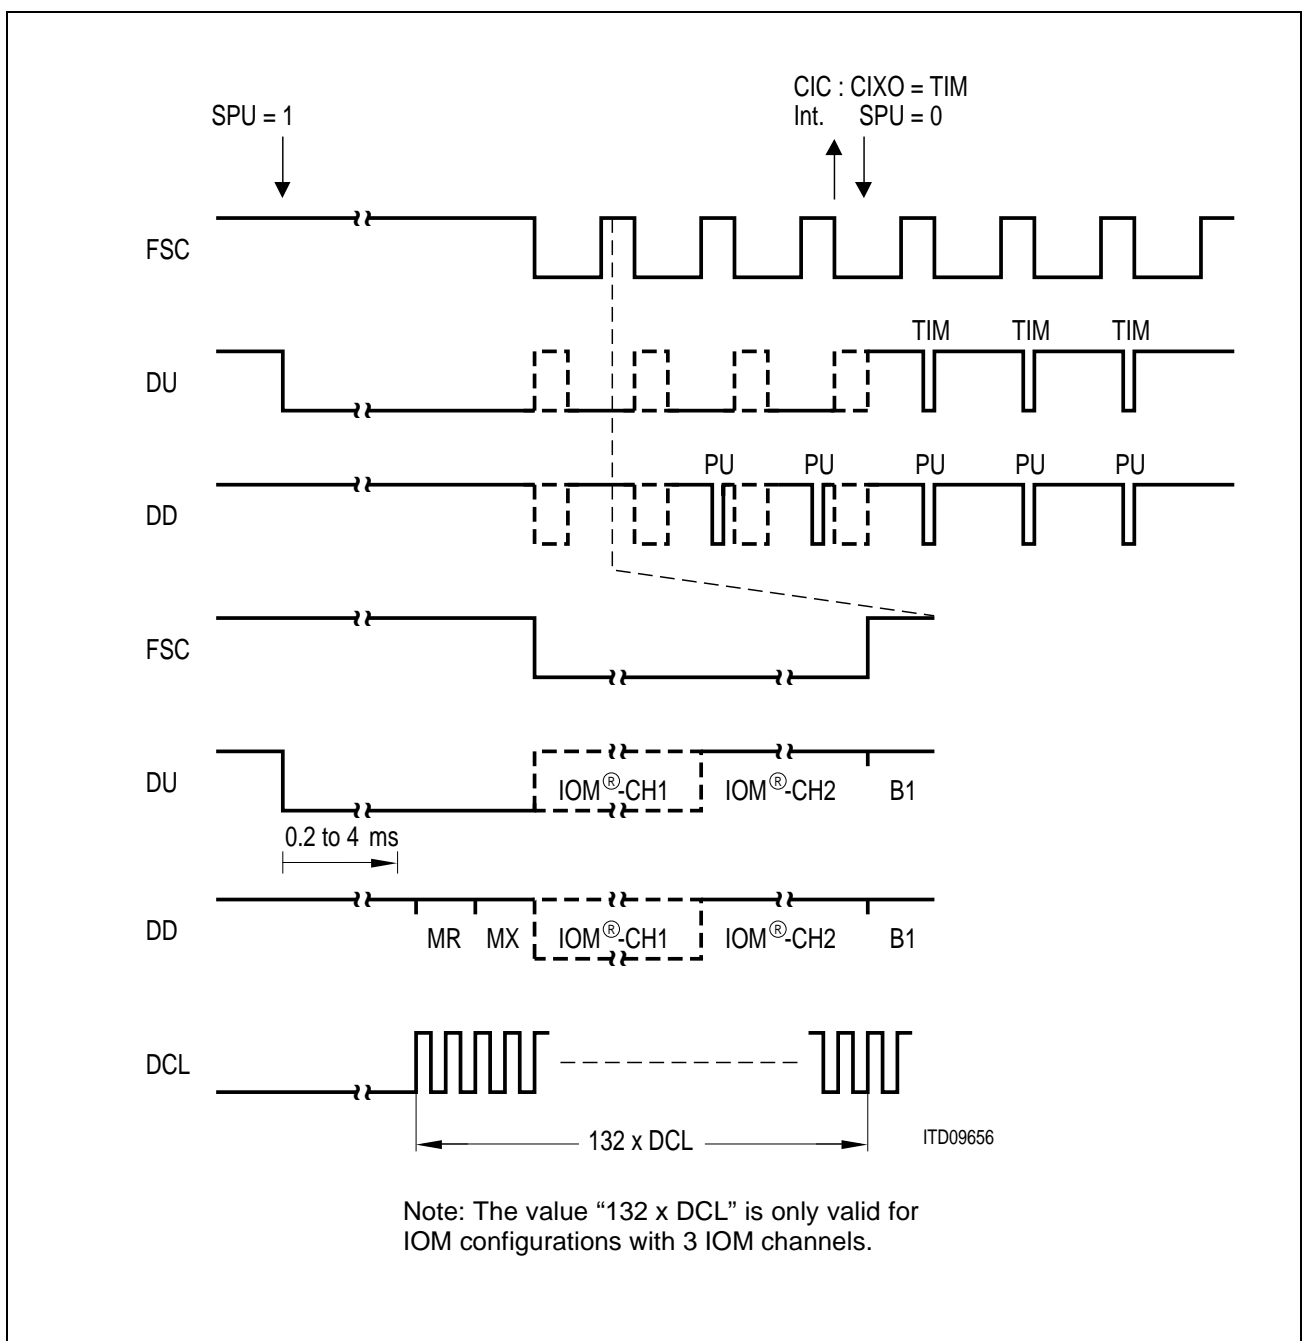 CIC : CIXO = TIM
SPU = 1
Int. SPU = 0
FSC
TIM TIM TIM
DU
PU PU PU PU PU
DD
FSC
DU
IOM®-CH1 IOM®-CH2 B1
0.2 to 4 ms
DD
MR MX IOM®-CH1 IOM®-CH2 B1
DCL
132 x DCL
ITD09656
Note: The value “132 x DCL” is only valid for
IOM configurations with 3 IOM channels.